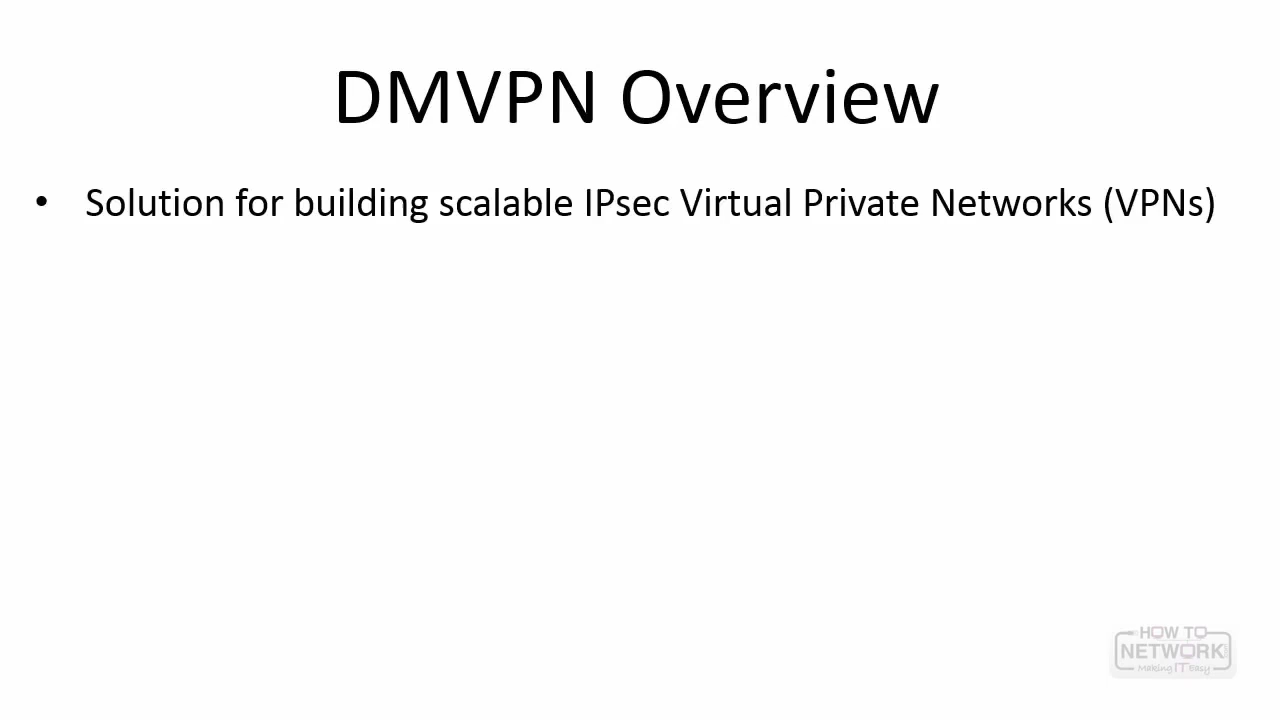 DMVPN Overview
• Solution for building scalable IPsec Virtual Private Networks (VPNs)
HOW TO
NETWORK
Making IT Easy